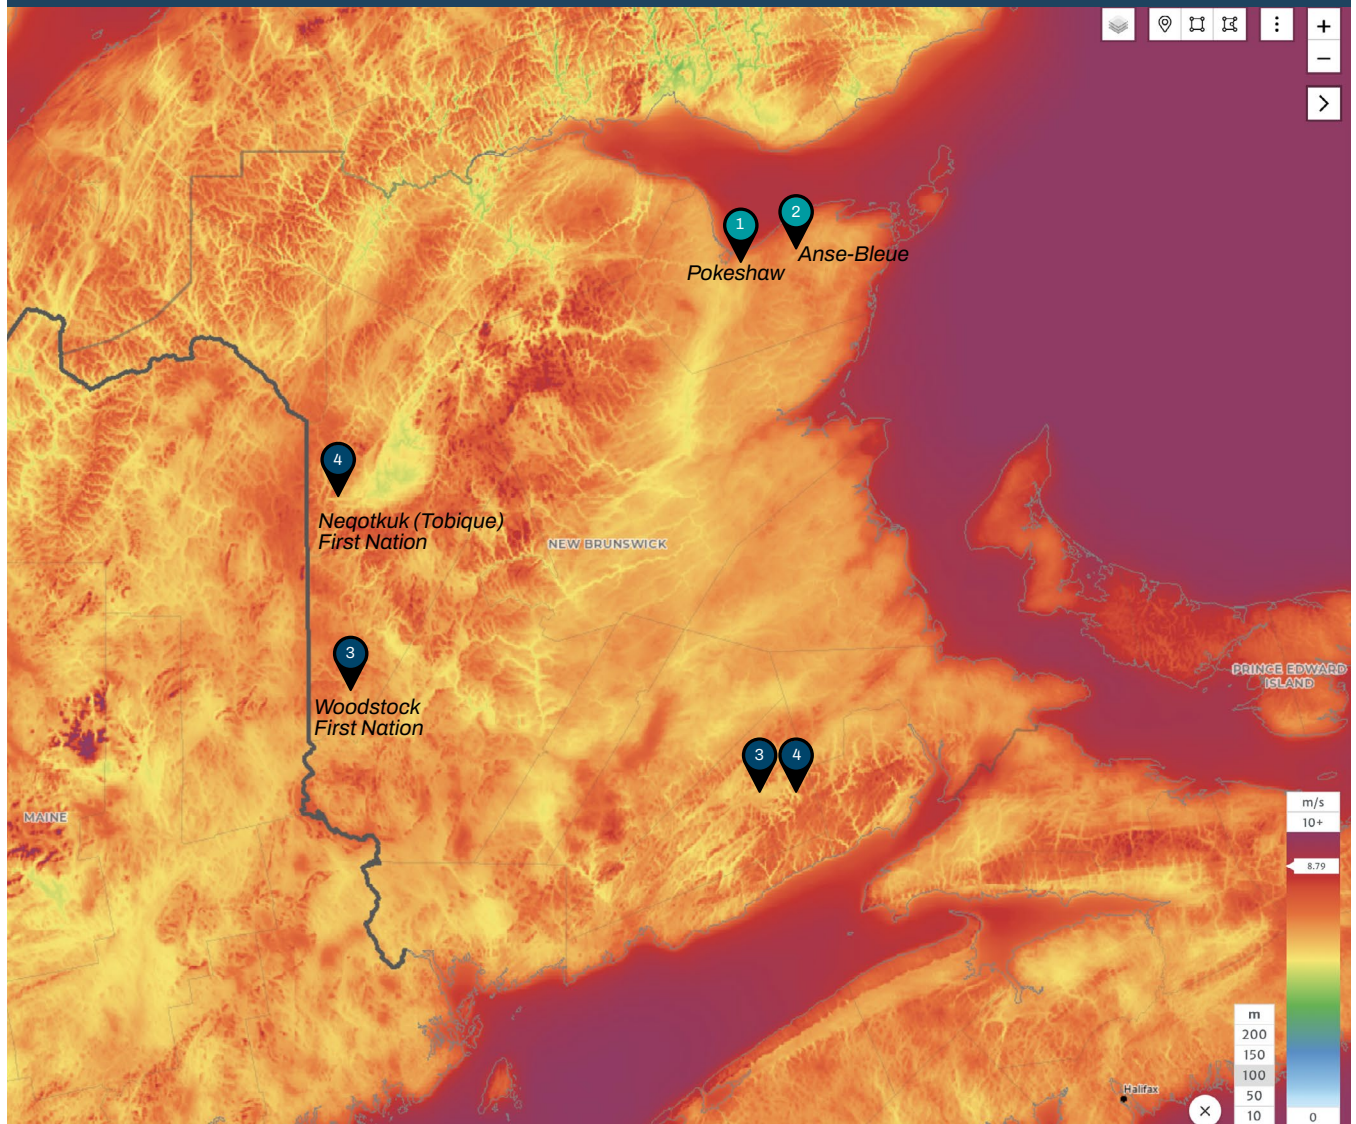 +
−
1
2
Pokeshaw
Anse-Bleue
4
Neqotkuk (Tobique)
First Nation
NEW BRUNSWICK
3
Woodstock
First Nation
PRINCE EDWARD
ISLAND
3
4
MAINE
m/s
10+
8.79
m
200
150
100
50
10
Halifax
0